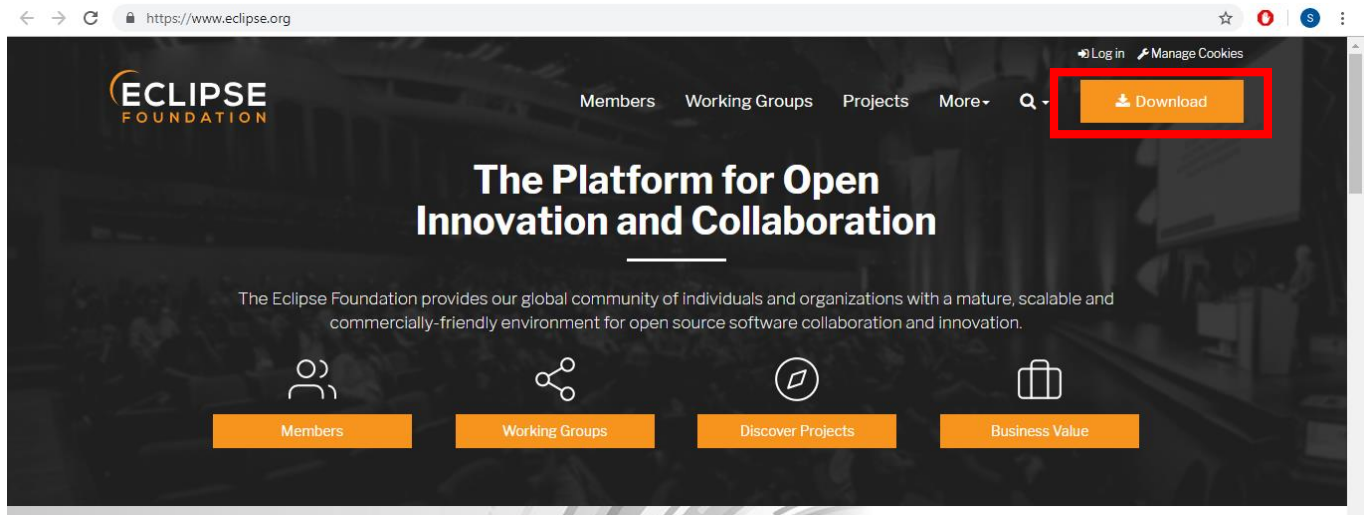 https://www.eclipse.org
S
Log in Manage Cookies
ECLIPSE
FOUNDATION
Members Working Groups Projects More Download
The Platform for Open
Innovation and Collaboration
The Eclipse Foundation provides our global community of individuals and organizations with a mature, scalable and
commercially-friendly environment for open source software collaboration and innovation.
Members Working Groups Discover Projects Business Value